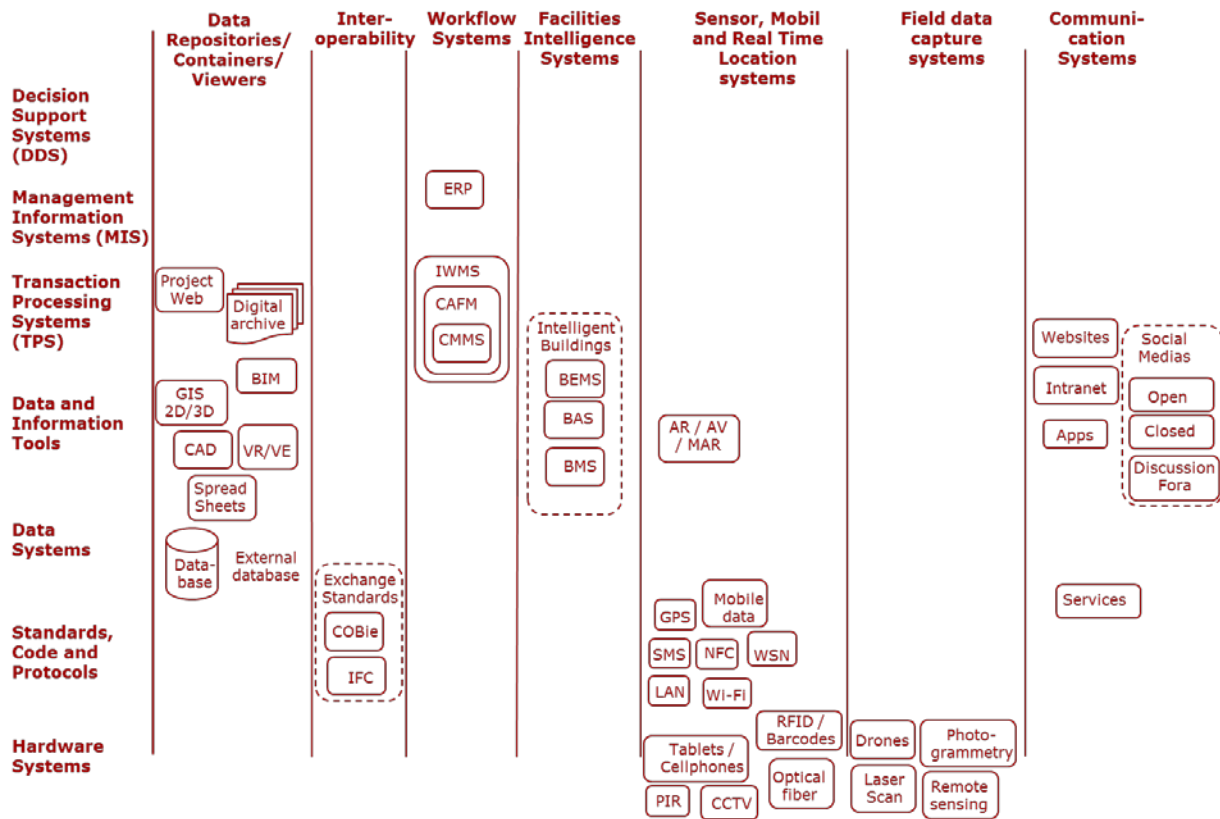 Data
Repositories/
Containers/
Viewers
Inter-
operability
Workflow
Systems
Facilities
Intelligence
Systems
Sensor, Mobil
and Real Time
Location
systems
Field data
capture
systems
Communi-
cation
Systems
Decision
Support
Systems
(DDS)
Management
Information
Systems (MIS)
Transaction
Processing
Systems
(TPS)
Data and
Information
Tools
Data
Systems
Standards,
Code and
Protocols
Hardware
Systems
Project
Web
Digital
archive
BIM
GIS
2D/3D
CAD
VR/VE
Spread
Sheets
Data-
base
External
database
Exchange
Standards
COBie
IFC
ERP
IWMS
CAFM
CMMS
Intelligent
Buildings
BEMS
BAS
BMS
AR / AV
/ MAR
GPS
Mobile
data
SMS
NFC
WSN
LAN
Wi-Fi
RFID /
Barcodes
Tablets /
Cellphones
Optical
fiber
PIR
CCTV
Drones
Photo-
grammetry
Laser
Scan
Remote
sensing
Websites
Intranet
Apps
Social
Medias
Open
Closed
Discussion
Fora
Services